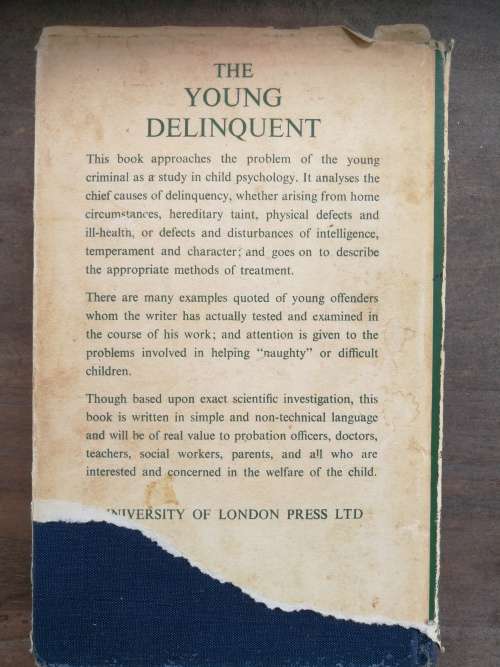 THE
YOUNG
DELINQUENT
This book approaches the problem of the young
criminal as a study in child psychology. It analyses the
chief causes of delinquency, whether arising from home
circumstances, hereditary taint, physical defects and
ill-health, or defects and disturbances of intelligence,
temperament and character; and goes on to describe
the appropriate methods of treatment.
There are many examples quoted of young offenders
whom the writer has actually tested and examined in
the course of his work; and attention is given to the
problems involved in helping “naughty” or difficult
children.
Though based upon exact scientific investigation, this
book is written in simple and non-technical language
and will be of real value to probation officers, doctors,
teachers, social workers, parents, and all who are
interested and concerned in the welfare of the child.
UNIVERSITY OF LONDON PRESS LTD